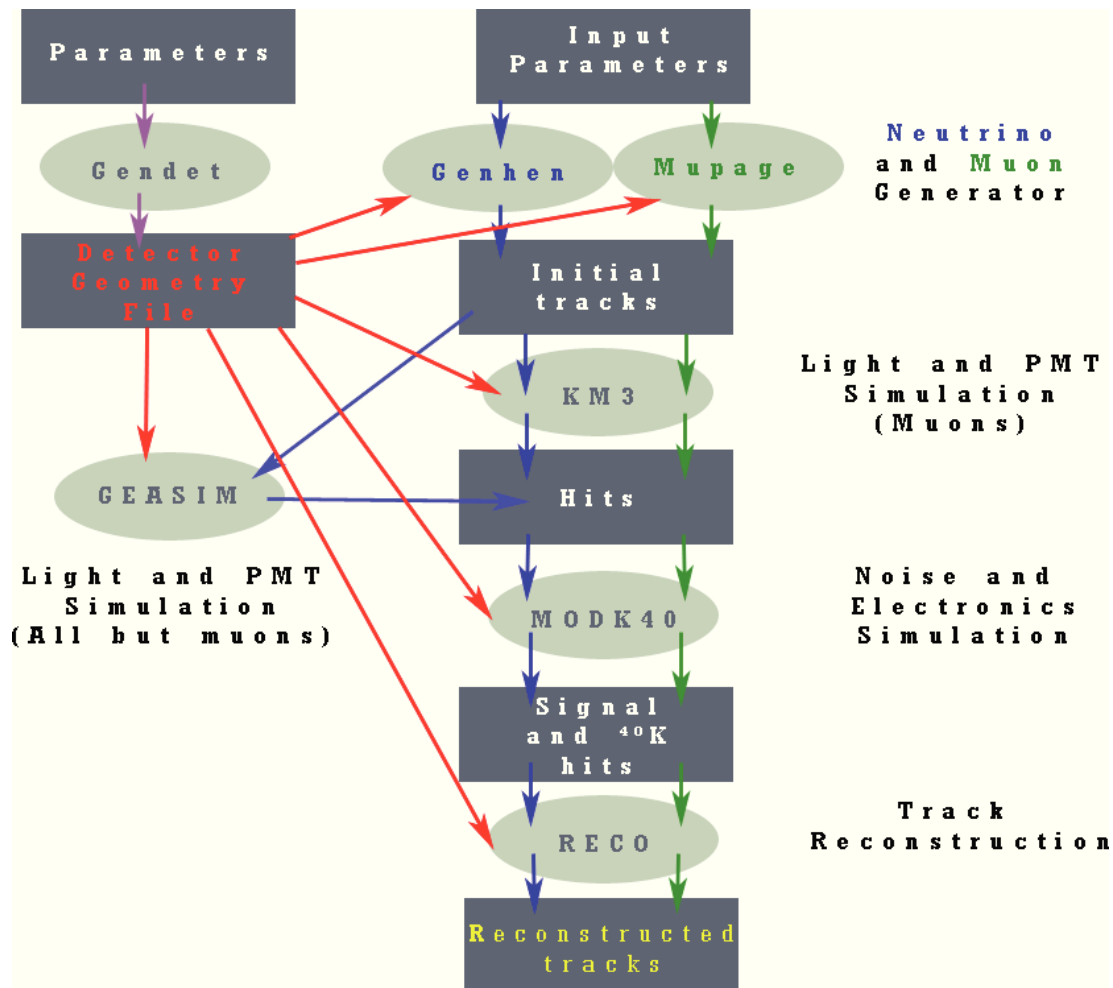 Parameters
Input
Parameters
Gendet
Genhen
Mupage
Neutrino
and Muon
Generator
Detector
Geometry
File
Initial
tracks
KM3
Light and PMT
Simulation
(Muons)
GEASIM
Hits
Light and PMT
Simulation
(All but muons)
MODK40
Noise and
Electronics
Simulation
Signal
and ⁴⁰K
hits
RECO
Track
Reconstruction
Reconstructed
tracks